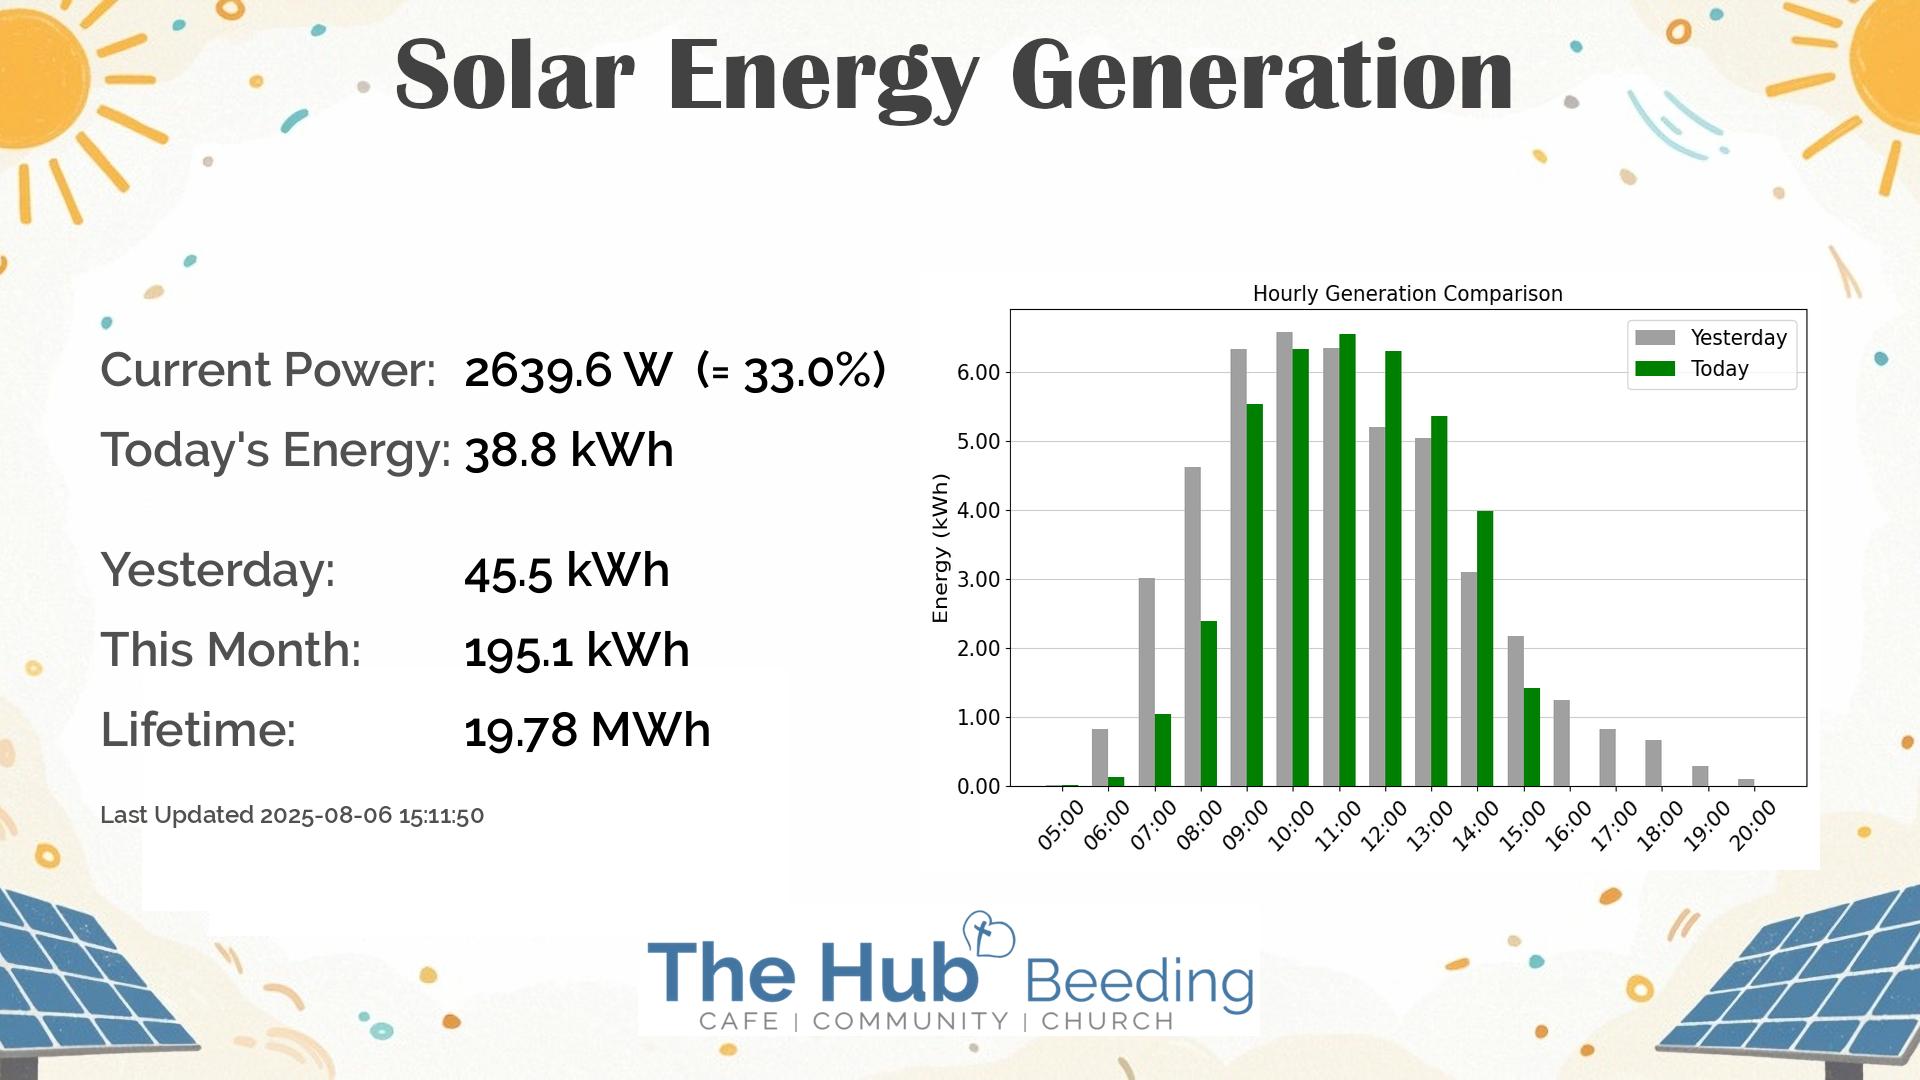 Solar Energy Generation
Current Power: 2639.6 W (= 33.0%)
Today's Energy: 38.8 kWh
Yesterday: 45.5 kWh
This Month: 195.1 kWh
Lifetime: 19.78 MWh
Last Updated 2025-08-06 15:11:50
Hourly Generation Comparison
Yesterday
Today
Energy (kWh)
6.00
5.00
4.00
3.00
2.00
1.00
0.00
05:00 06:00 07:00 08:00 09:00 10:00 11:00 12:00 13:00 14:00 15:00 16:00 17:00 18:00 19:00 20:00
The Hub Beeding
CAFE | COMMUNITY | CHURCH